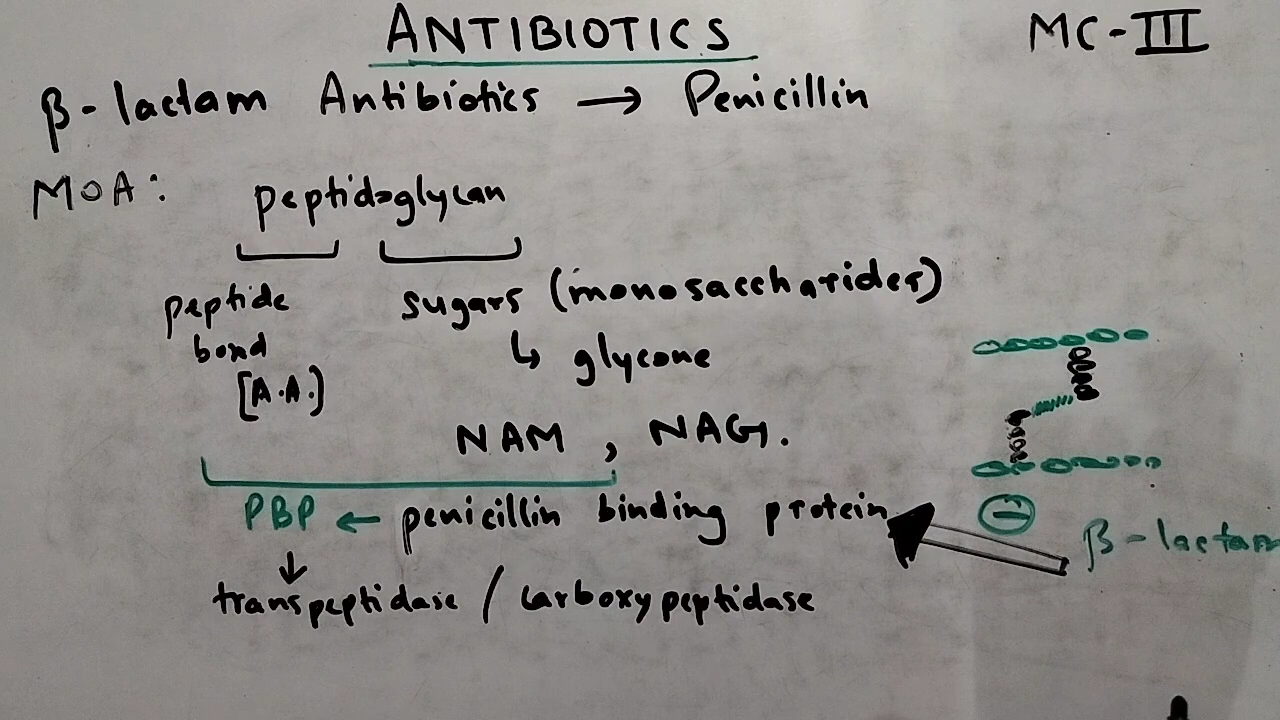 ANTIBIOTICS
MC-III
β-lactam Antibiotics → Penicillin
MOA:
peptidoglycan
peptide bond [A.A.]
sugars (monosaccharides)
↳ glycone
NAM, NAG.
PBP ← penicillin binding protein
⊖
β-lactam
↓
transpeptidase / carboxypeptidase